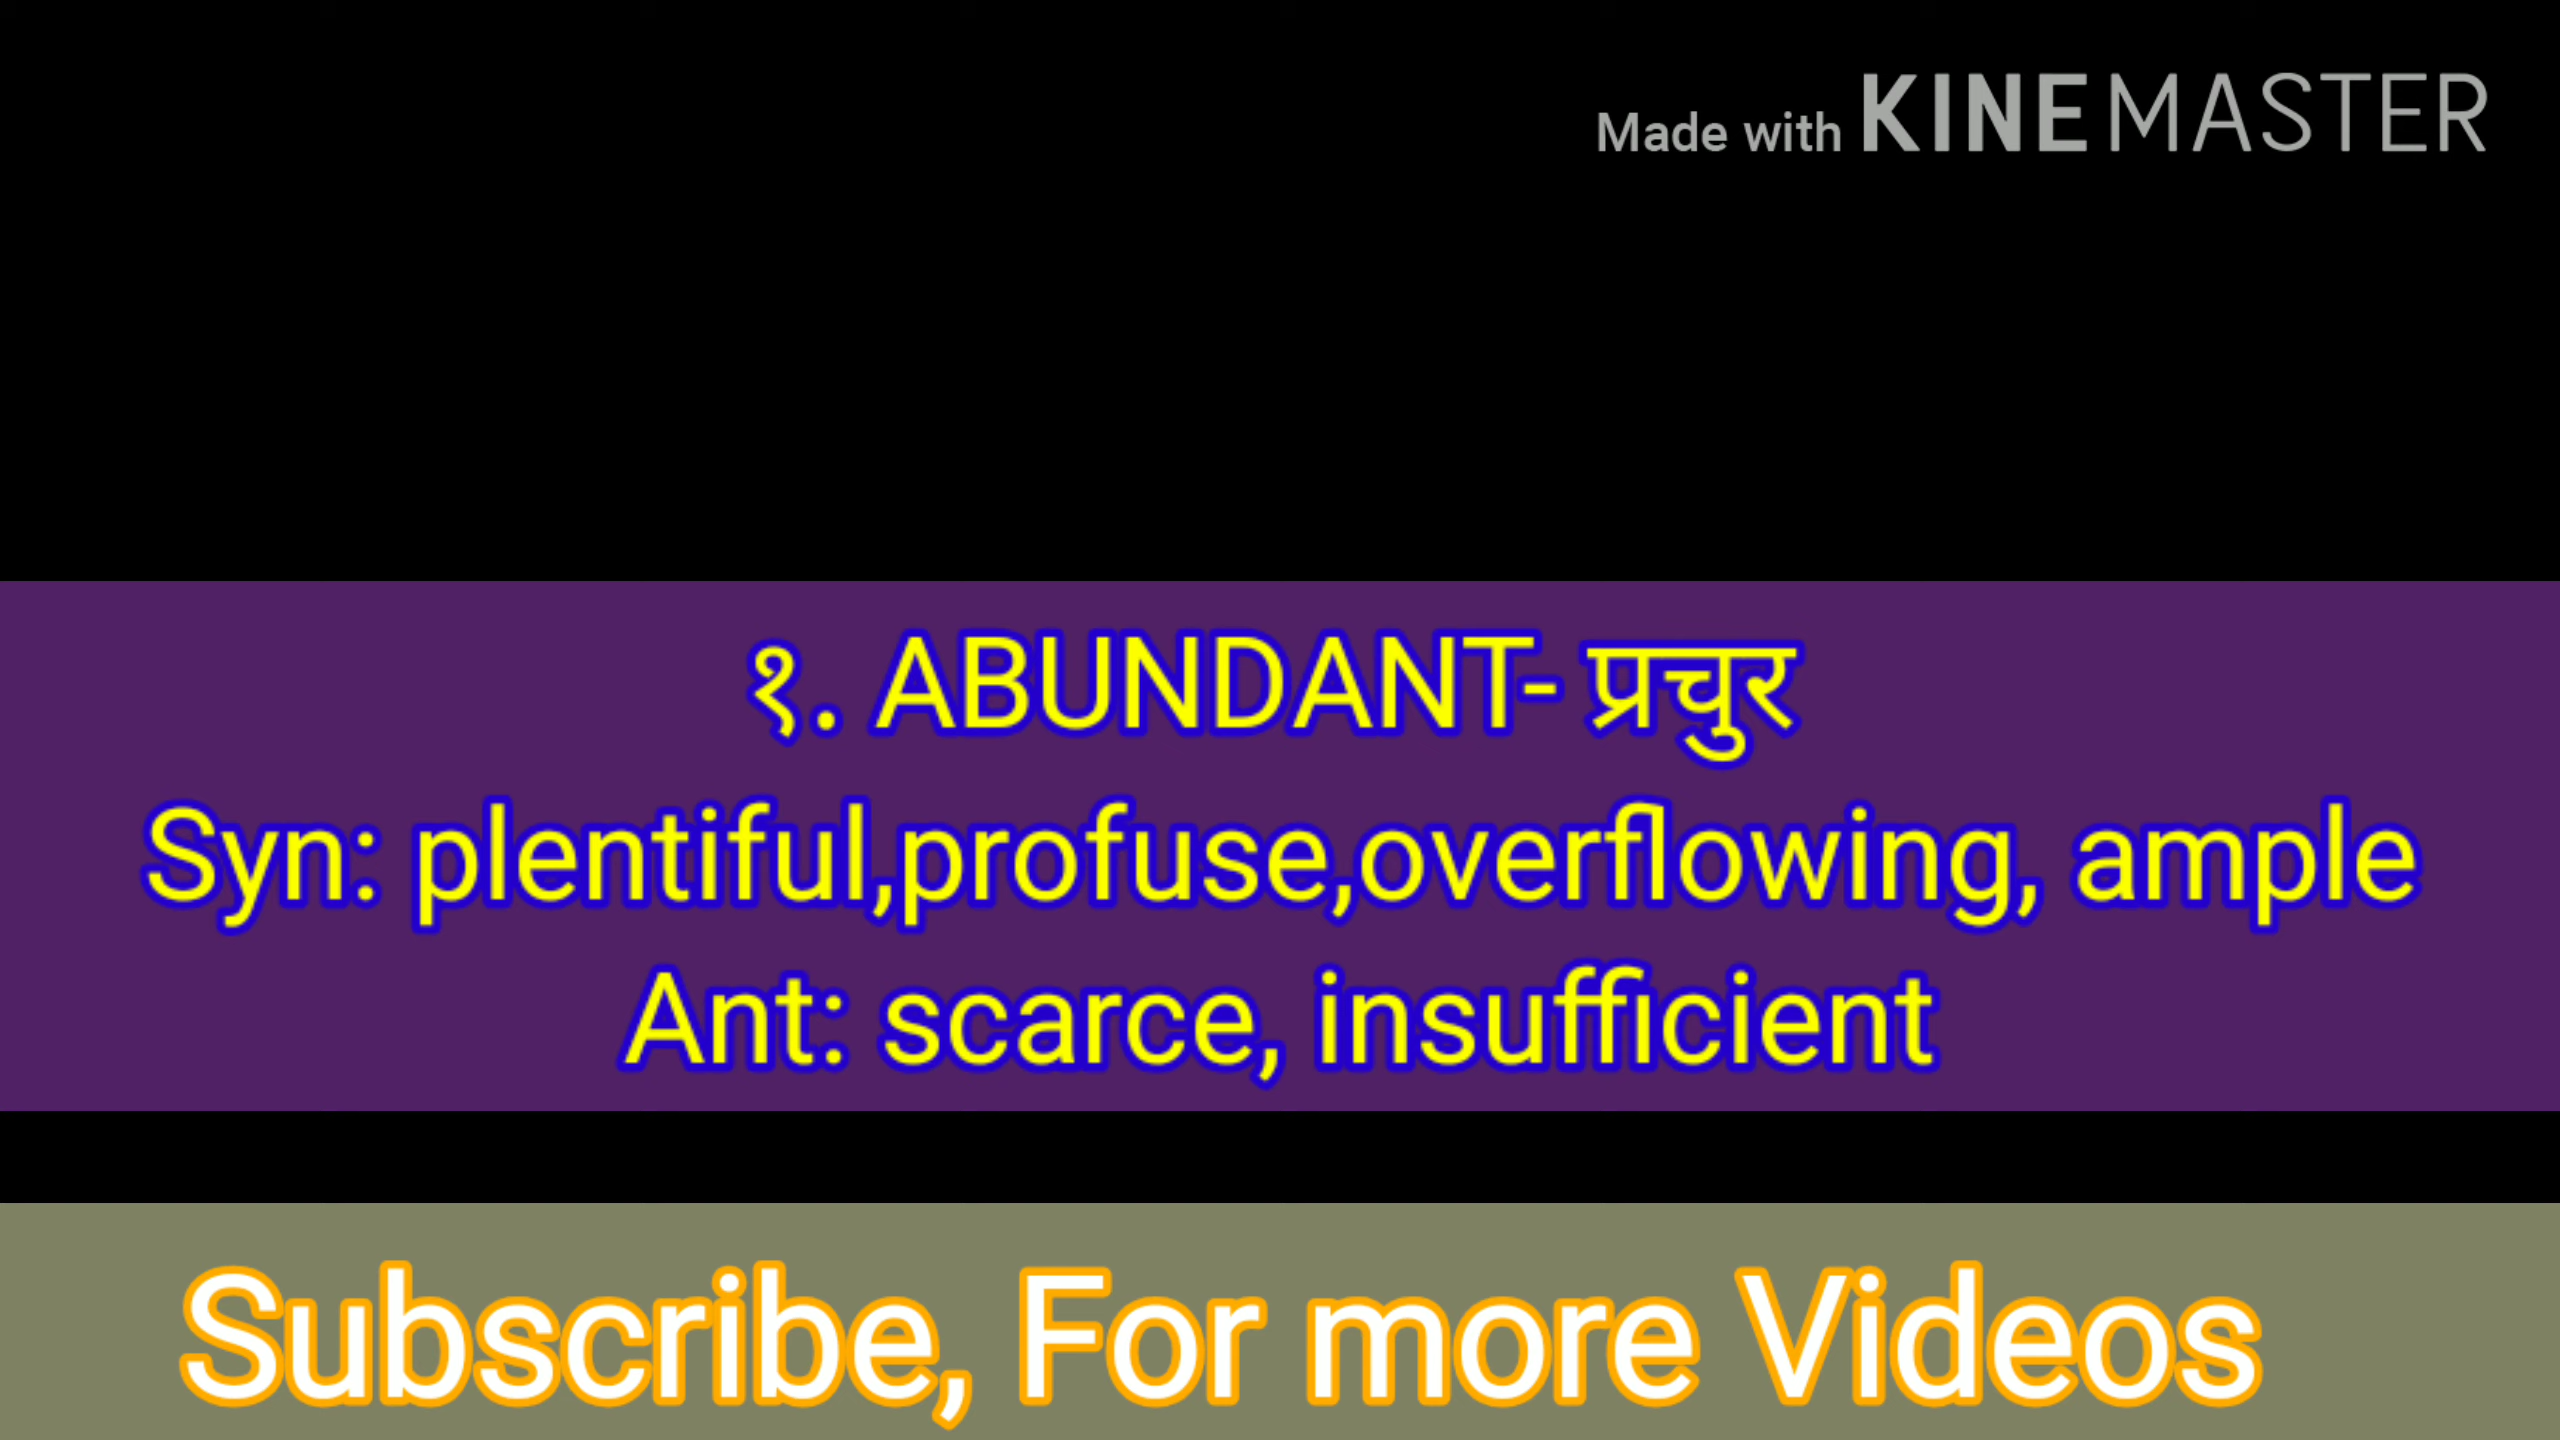 Made with KINEMASTER
१. ABUNDANT- प्रचुर
Syn: plentiful,profuse,overflowing, ample
Ant: scarce, insufficient
Subscribe, For more Videos